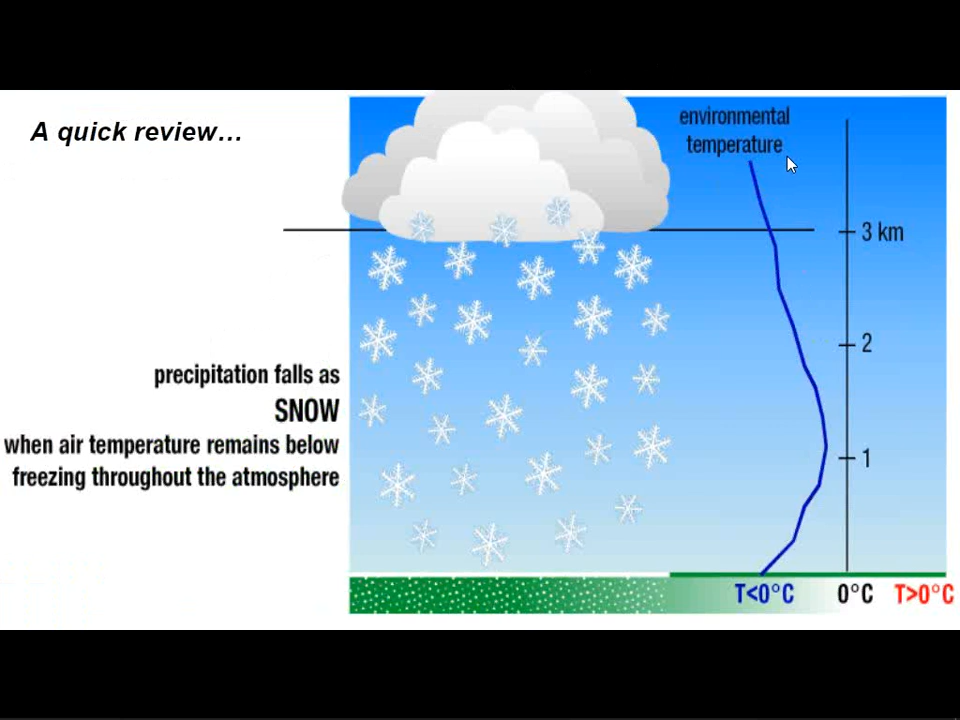 A quick review…
environmental
temperature
3 km
2
precipitation falls as
SNOW
when air temperature remains below
freezing throughout the atmosphere
1
T<0°C 0°C T>0°C